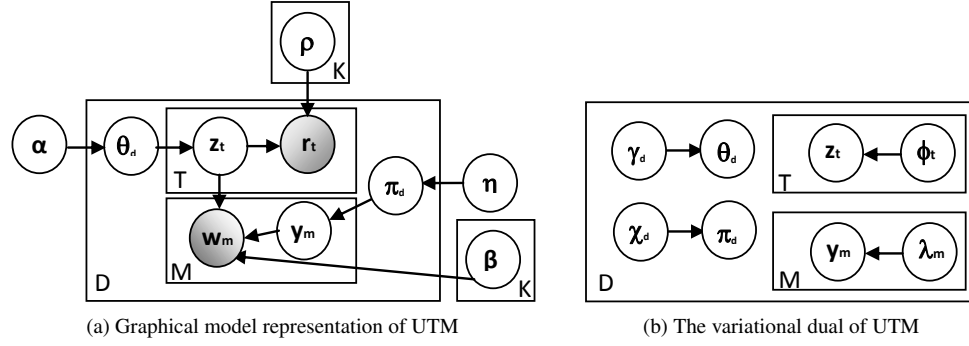 ρ
K
α
θd
zt
rt
T
πd
η
wm
ym
M
β
K
D
(a) Graphical model representation of UTM
γd
θd
zt
ϕt
T
χd
πd
ym
λm
M
D
(b) The variational dual of UTM